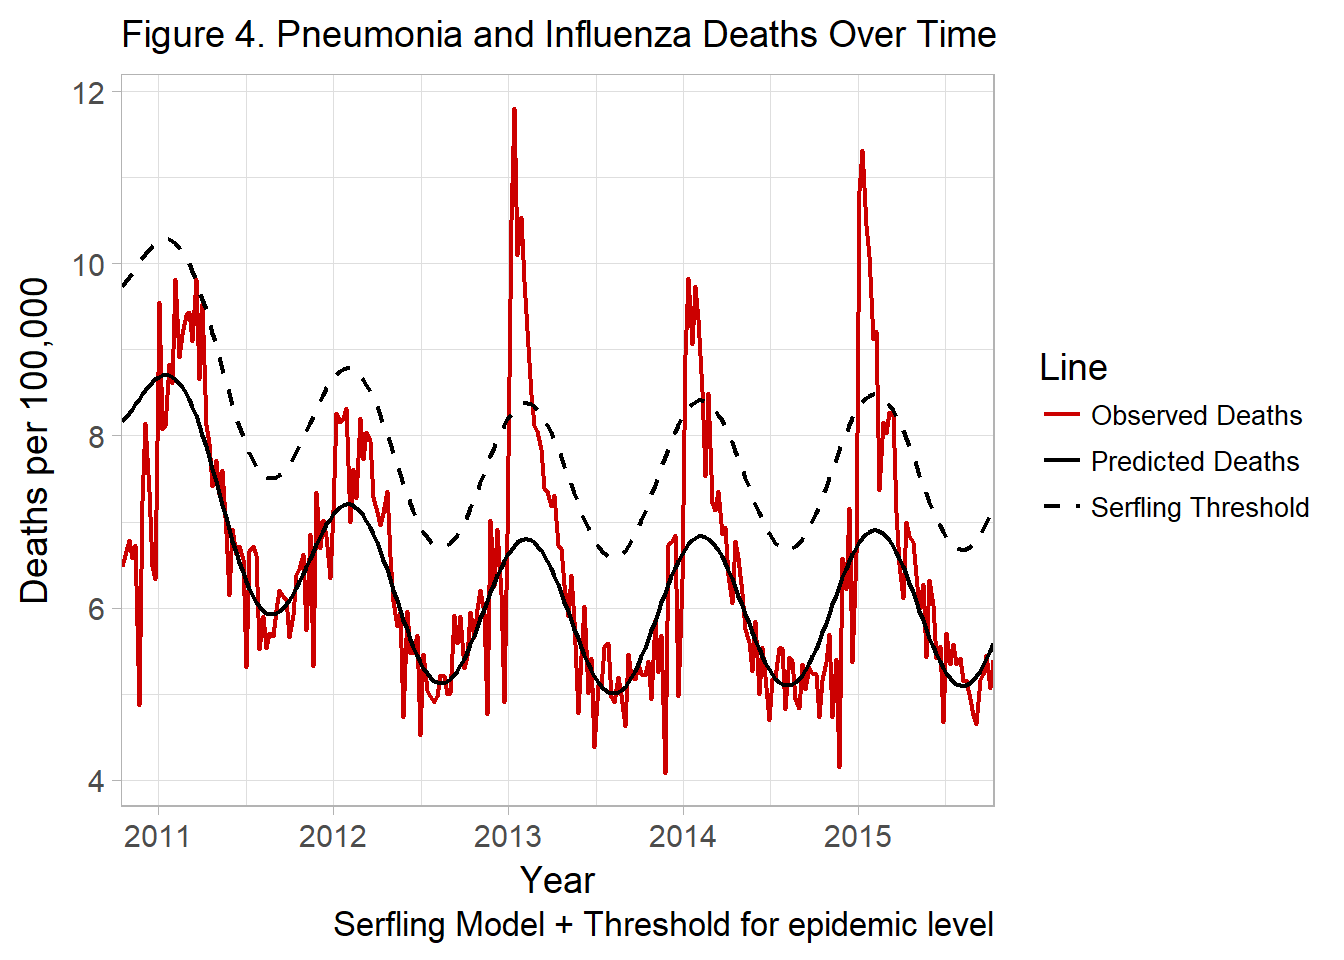 Figure 4. Pneumonia and Influenza Deaths Over Time
12
10
8
6
4
Deaths per 100,000
2011 2012 2013 2014 2015
Year
Serfling Model + Threshold for epidemic level
Line
Observed Deaths
Predicted Deaths
Serfling Threshold